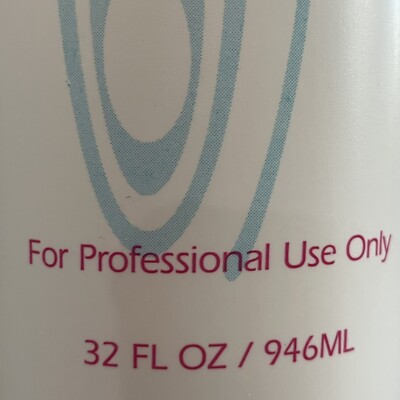 For Professional Use Only
32 FL OZ / 946ML